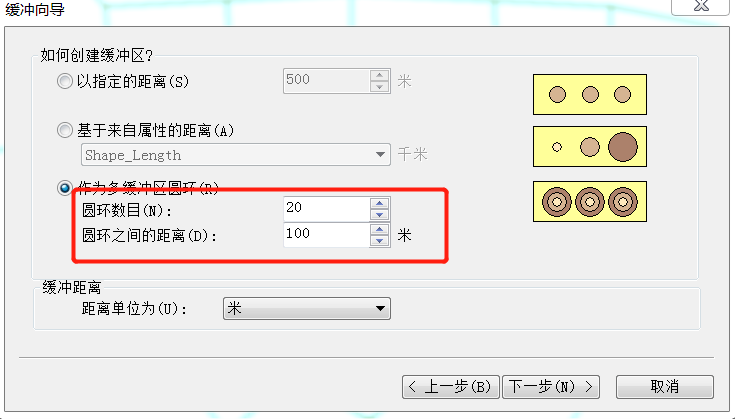 缓冲向导
如何创建缓冲区?
以指定的距离(S)
500
米
基于来自属性的距离(A)
Shape_Length
千米
作为多缓冲区圆环(R)
圆环数目(N):
20
圆环之间的距离(D):
100
米
缓冲距离
距离单位为(U):
米
< 上一步(B)
下一步(N) >
取消